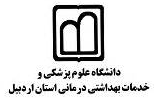 دانشگاه علوم پزشکی و
خدمات بهداشتی درمانی استان اردبیل